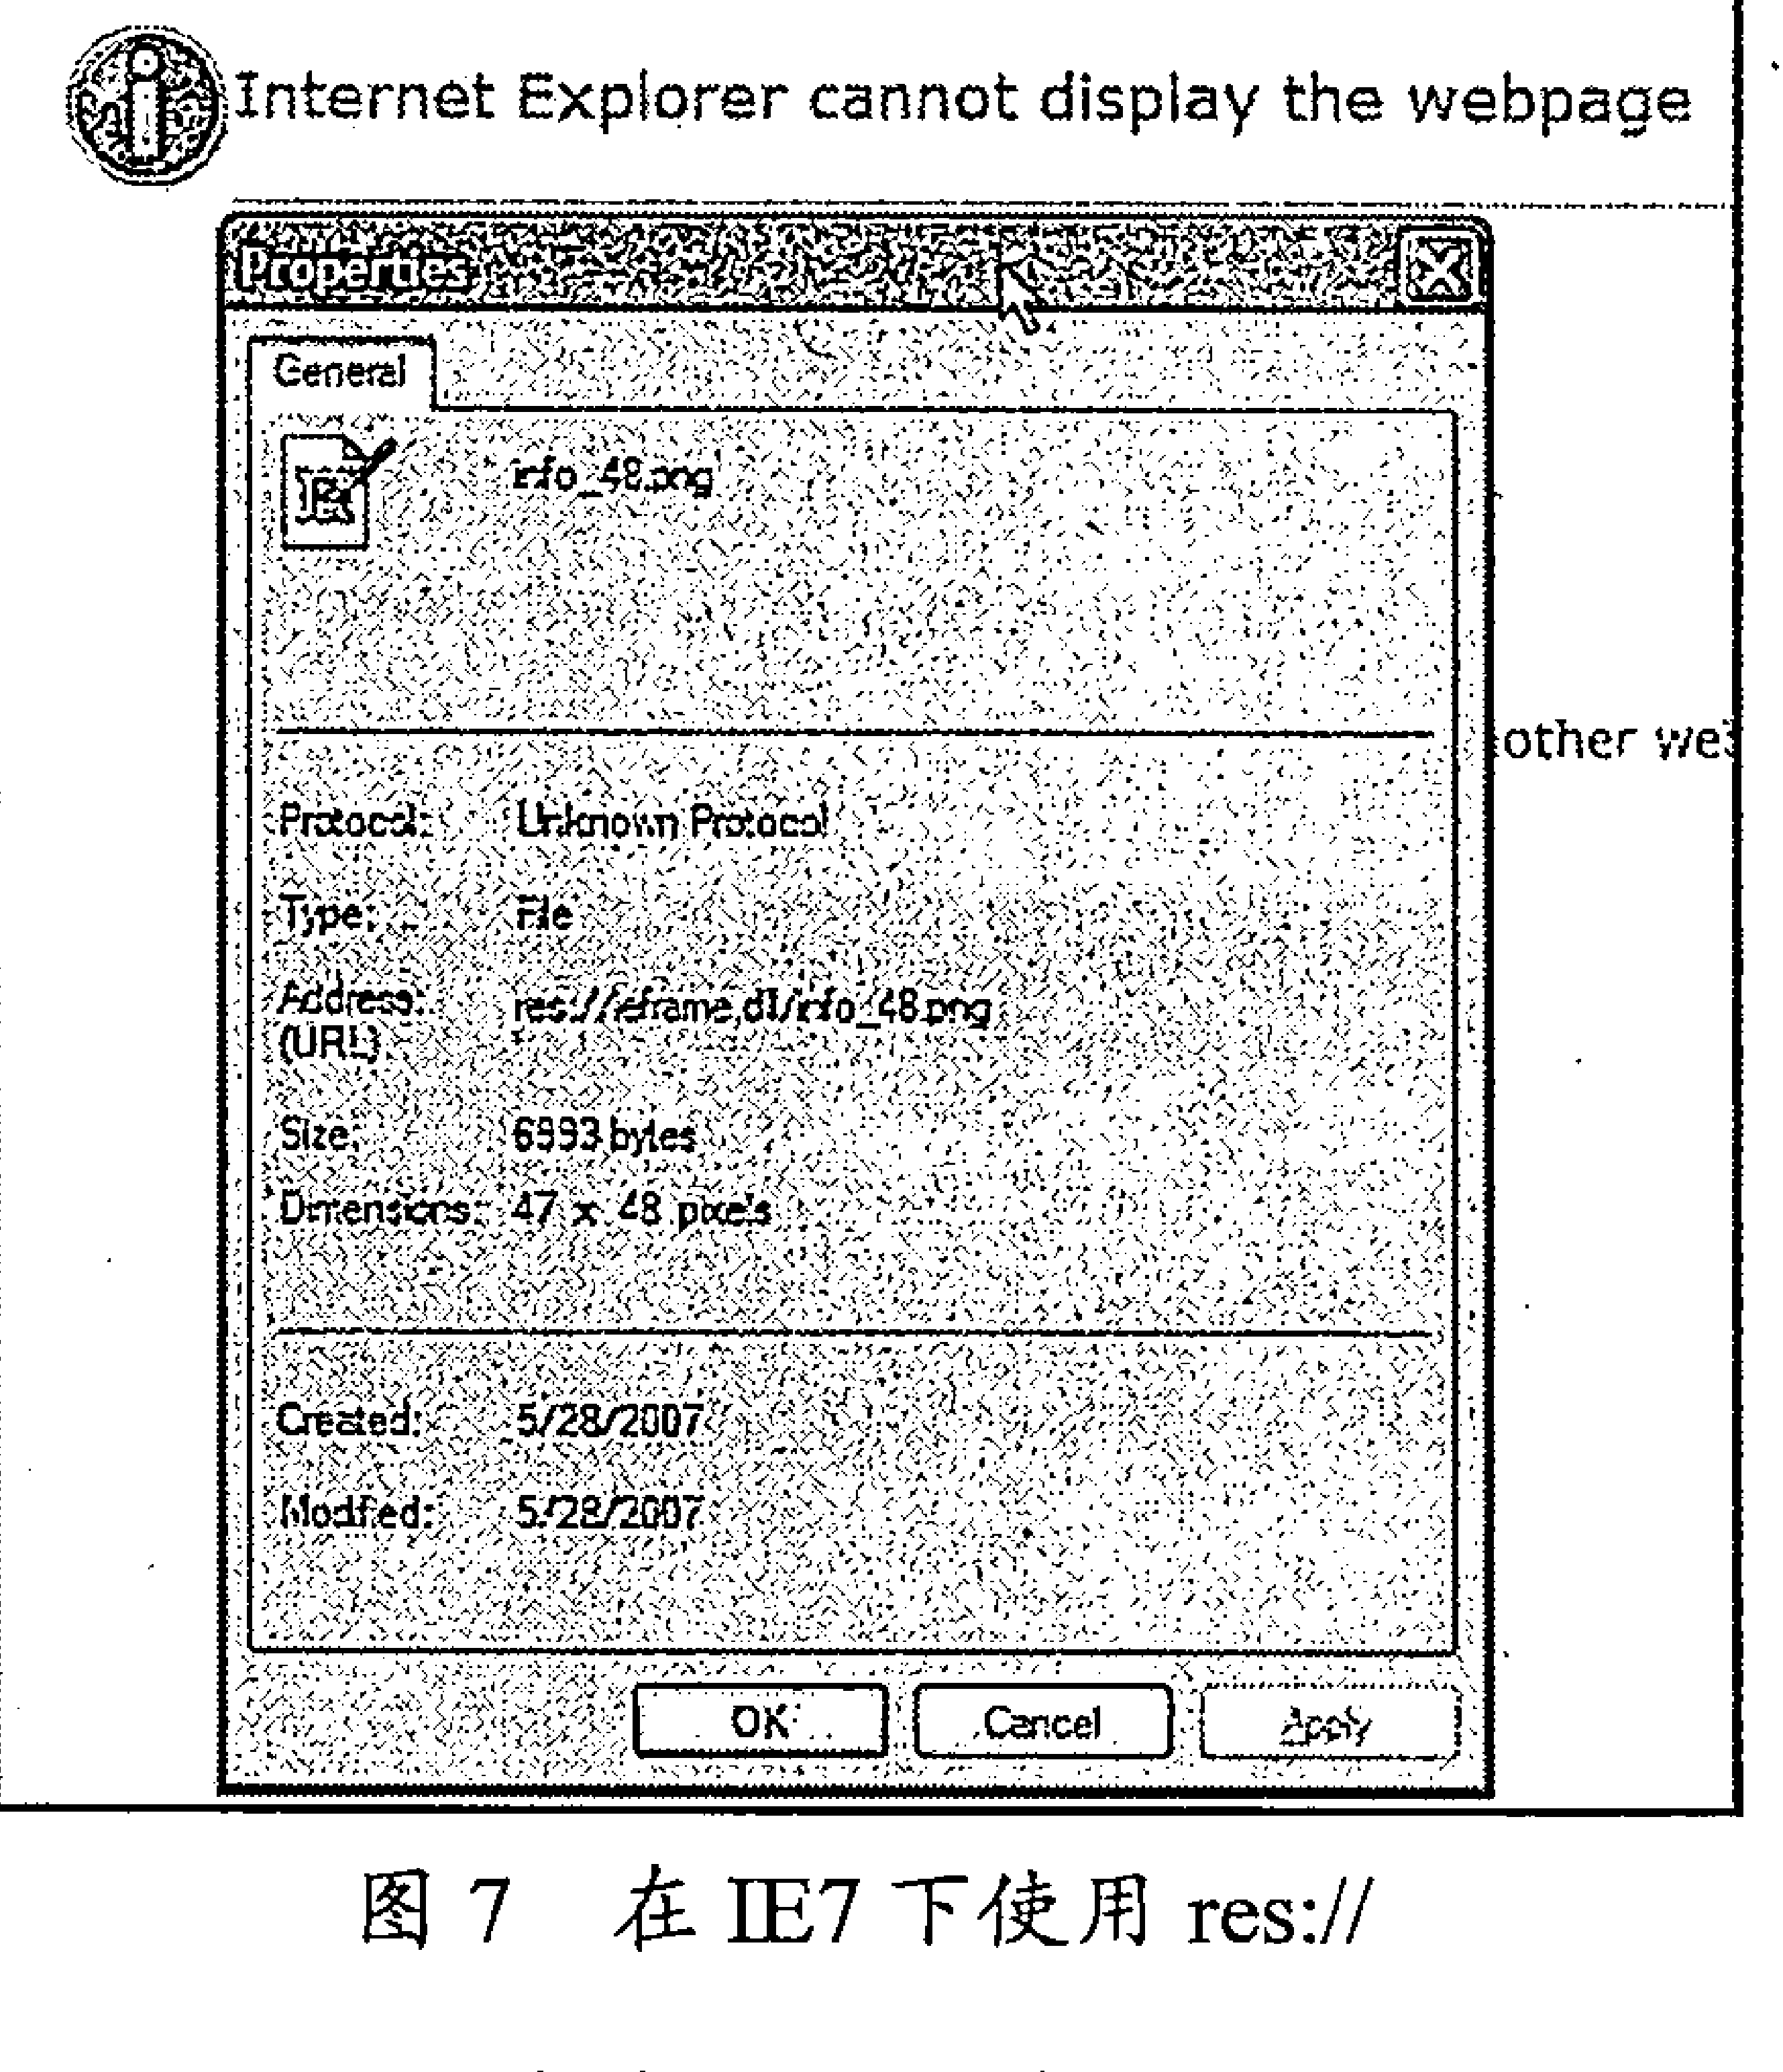 Internet Explorer cannot display the webpage
Properties
General
info_48.png
other we
Protocol: Unknown Protocol
Type: File
Address: res://ieframe.dll/info_48.png
(URL)
Size: 6993 bytes
Dimensions: 47 x 48 pixels
Created: 5/28/2007
Modified: 5/28/2007
OK Cancel Apply
图 7 在 IE7 下使用 res://